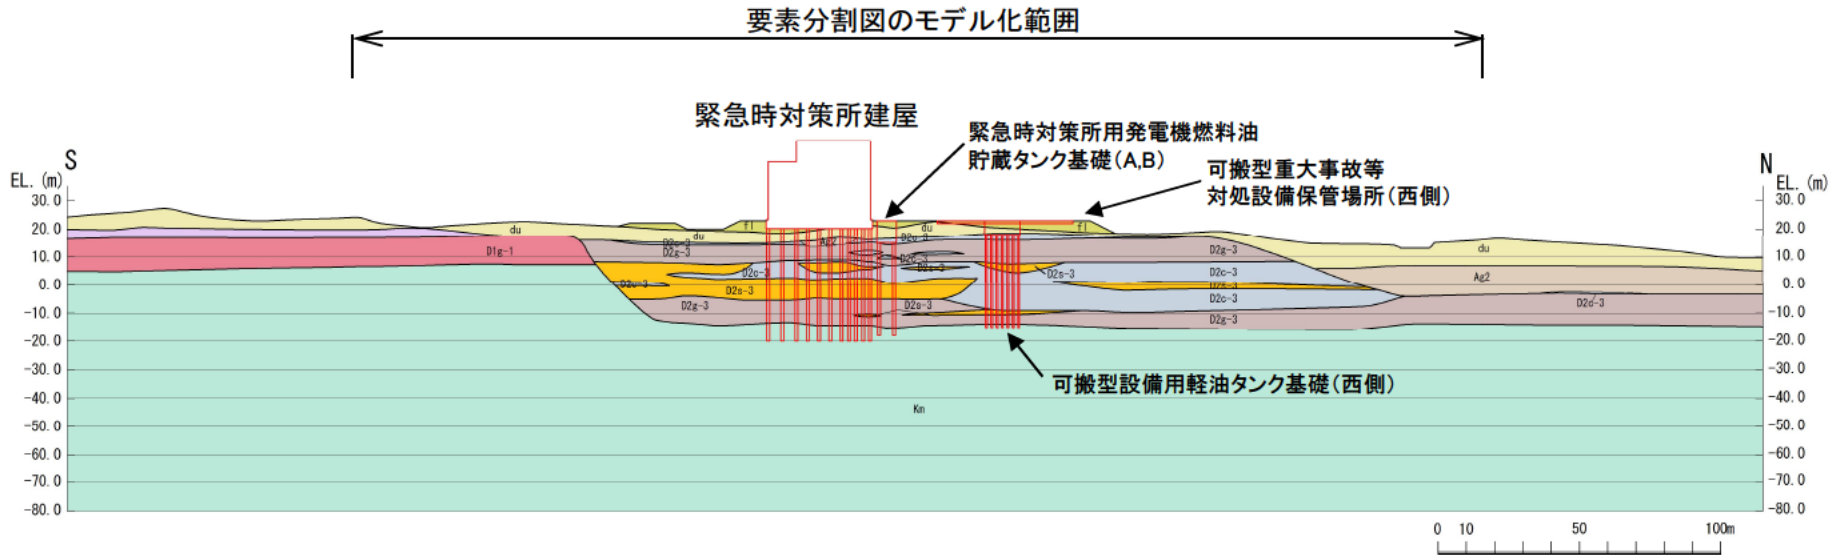 要素分割図のモデル化範囲
緊急時対策所建屋
緊急時対策所用発電機燃料油
貯蔵タンク基礎(A,B)
可搬型重大事故等
対処設備保管場所(西側)
S
N
EL. (m)
EL. (m)
30.0
20.0
10.0
0.0
-10.0
-20.0
-30.0
-40.0
-50.0
-60.0
-70.0
-80.0
30.0
20.0
10.0
0.0
-10.0
-20.0
-30.0
-40.0
-50.0
-60.0
-70.0
-80.0
du
fl
du
du
fl
du
D2c-3
Ag2
D2g-3
D1g-1
D2g-3
D2c-3
D2s-3
D2c-3
D2s-3
D2c-3
Ag2
D2s-3
D2g-3
D2s-3
D2g-3
D2c-3
可搬型設備用軽油タンク基礎(西側)
Km
0 10 50 100m